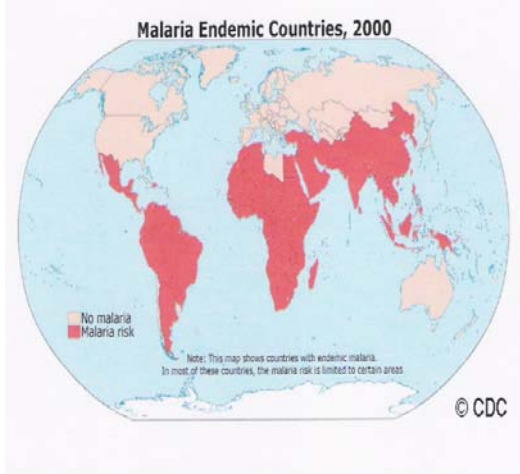 Malaria Endemic Countries, 2000
No malaria
Malaria risk
Note: This map shows countries with endemic malaria.
In most of these countries, the malaria risk is limited to certain areas
© CDC